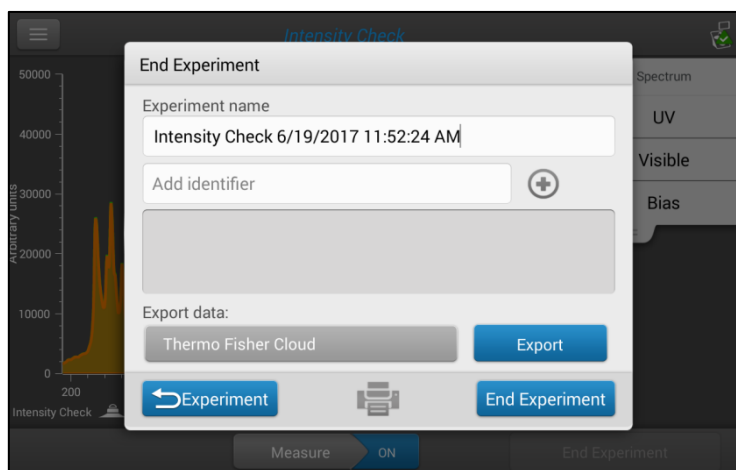 Intensity Check
End Experiment
Experiment name
Intensity Check 6/19/2017 11:52:24 AM
Add identifier
Export data:
Thermo Fisher Cloud
Export
Experiment
End Experiment
50000
40000
30000
20000
10000
0
Arbitrary units
200
Intensity Check
Spectrum
UV
Visible
Bias
Measure
ON
End Experiment